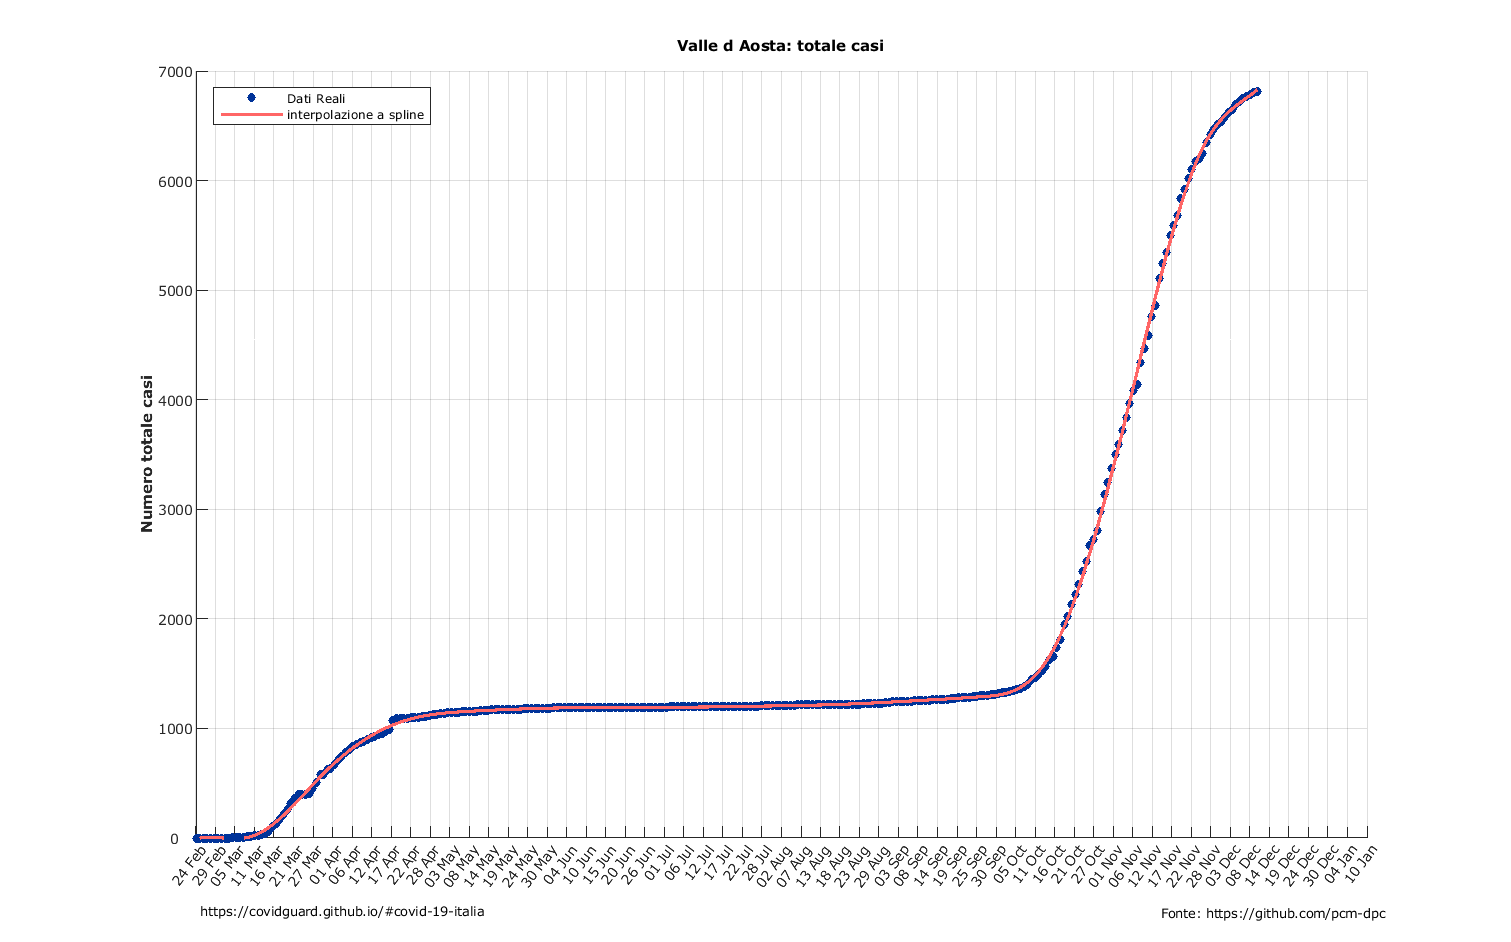 Valle d Aosta: totale casi
Dati Reali
interpolazione a spline
Numero totale casi
7000
6000
5000
4000
3000
2000
1000
0
24 Feb
29 Feb
05 Mar
11 Mar
16 Mar
21 Mar
27 Mar
01 Apr
06 Apr
12 Apr
17 Apr
22 Apr
28 Apr
03 May
08 May
14 May
19 May
24 May
30 May
04 Jun
10 Jun
15 Jun
20 Jun
26 Jun
01 Jul
06 Jul
12 Jul
17 Jul
22 Jul
28 Jul
02 Aug
07 Aug
13 Aug
18 Aug
23 Aug
29 Aug
03 Sep
08 Sep
14 Sep
19 Sep
25 Sep
30 Sep
05 Oct
11 Oct
16 Oct
21 Oct
27 Oct
01 Nov
06 Nov
12 Nov
17 Nov
22 Nov
28 Nov
03 Dec
08 Dec
14 Dec
19 Dec
24 Dec
30 Dec
04 Jan
10 Jan
https://covidguard.github.io/#covid-19-italia
Fonte: https://github.com/pcm-dpc